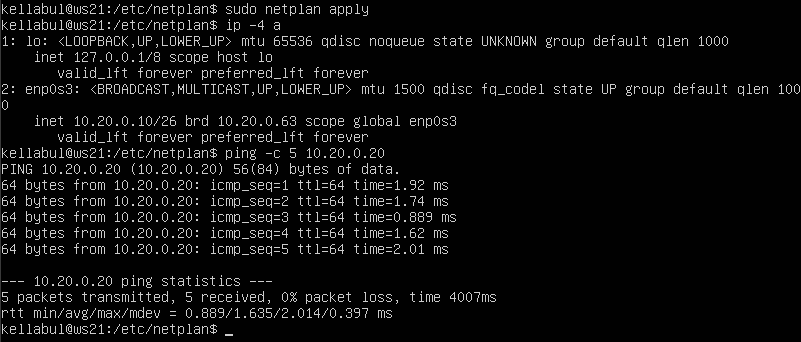 kellabul@ws21:/etc/netplan$ sudo netplan apply
kellabul@ws21:/etc/netplan$ ip -4 a
1: lo: <LOOPBACK,UP,LOWER_UP> mtu 65536 qdisc noqueue state UNKNOWN group default qlen 1000
    inet 127.0.0.1/8 scope host lo
       valid_lft forever preferred_lft forever
2: enp0s3: <BROADCAST,MULTICAST,UP,LOWER_UP> mtu 1500 qdisc fq_codel state UP group default qlen 100
0
    inet 10.20.0.10/26 brd 10.20.0.63 scope global enp0s3
       valid_lft forever preferred_lft forever
kellabul@ws21:/etc/netplan$ ping -c 5 10.20.0.20
PING 10.20.0.20 (10.20.0.20) 56(84) bytes of data.
64 bytes from 10.20.0.20: icmp_seq=1 ttl=64 time=1.92 ms
64 bytes from 10.20.0.20: icmp_seq=2 ttl=64 time=1.74 ms
64 bytes from 10.20.0.20: icmp_seq=3 ttl=64 time=0.889 ms
64 bytes from 10.20.0.20: icmp_seq=4 ttl=64 time=1.62 ms
64 bytes from 10.20.0.20: icmp_seq=5 ttl=64 time=2.01 ms

--- 10.20.0.20 ping statistics ---
5 packets transmitted, 5 received, 0% packet loss, time 4007ms
rtt min/avg/max/mdev = 0.889/1.635/2.014/0.397 ms
kellabul@ws21:/etc/netplan$ _